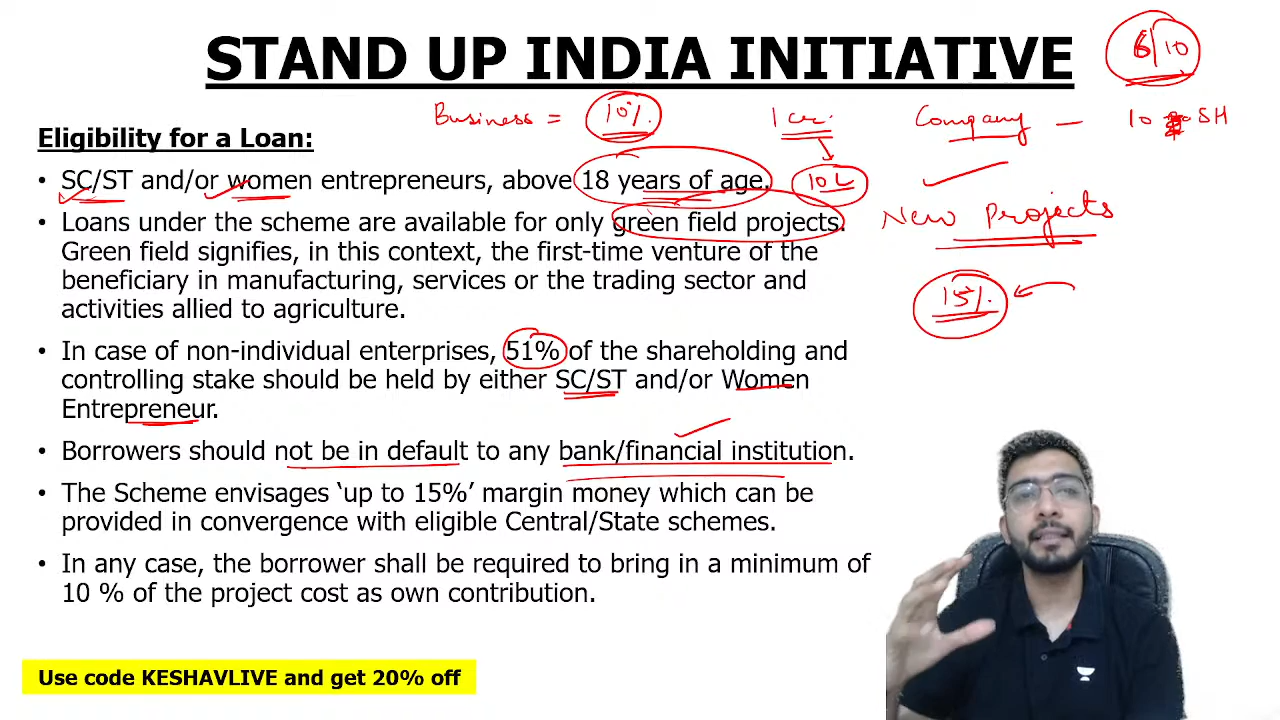 STAND UP INDIA INITIATIVE
6/10
Business = 10%.
1 cr.
Company - 10 SH
Eligibility for a Loan:
• SC/ST and/or women entrepreneurs, above 18 years of age.
10 L
• Loans under the scheme are available for only green field projects.
New Projects
Green field signifies, in this context, the first-time venture of the
beneficiary in manufacturing, services or the trading sector and
15%.
activities allied to agriculture.
• In case of non-individual enterprises, 51% of the shareholding and
controlling stake should be held by either SC/ST and/or Women
Entrepreneur.
• Borrowers should not be in default to any bank/financial institution.
• The Scheme envisages ‘up to 15%’ margin money which can be
provided in convergence with eligible Central/State schemes.
• In any case, the borrower shall be required to bring in a minimum of
10 % of the project cost as own contribution.
Use code KESHAVLIVE and get 20% off